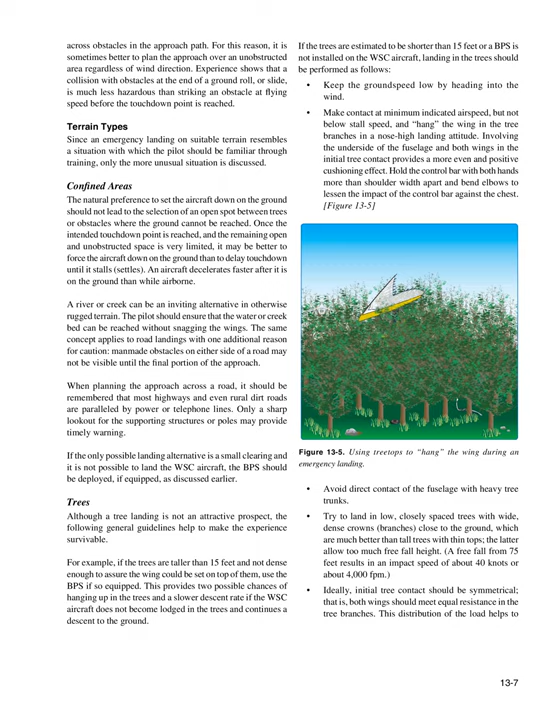 across obstacles in the approach path. For this reason, it is
sometimes better to plan the approach over an unobstructed
area regardless of wind direction. Experience shows that a
collision with obstacles at the end of a ground roll, or slide,
is much less hazardous than striking an obstacle at flying
speed before the touchdown point is reached.
Terrain Types
Since an emergency landing on suitable terrain resembles
a situation with which the pilot should be familiar through
training, only the more unusual situation is discussed.
Confined Areas
The natural preference to set the aircraft down on the ground
should not lead to the selection of an open spot between trees
or obstacles where the ground cannot be reached. Once the
intended touchdown point is reached, and the remaining open
and unobstructed space is very limited, it may be better to
force the aircraft down on the ground than to delay touchdown
until it stalls (settles). An aircraft decelerates faster after it is
on the ground than while airborne.
A river or creek can be an inviting alternative in otherwise
rugged terrain. The pilot should ensure that the water or creek
bed can be reached without snagging the wings. The same
concept applies to road landings with one additional reason
for caution: manmade obstacles on either side of a road may
not be visible until the final portion of the approach.
When planning the approach across a road, it should be
remembered that most highways and even rural dirt roads
are paralleled by power or telephone lines. Only a sharp
lookout for the supporting structures or poles may provide
timely warning.
If the only possible landing alternative is a small clearing and
it is not possible to land the WSC aircraft, the BPS should
be deployed, if equipped, as discussed earlier.
Trees
Although a tree landing is not an attractive prospect, the
following general guidelines help to make the experience
survivable.
For example, if the trees are taller than 15 feet and not dense
enough to assure the wing could be set on top of them, use the
BPS if so equipped. This provides two possible chances of
hanging up in the trees and a slower descent rate if the WSC
aircraft does not become lodged in the trees and continues a
descent to the ground.
If the trees are estimated to be shorter than 15 feet or a BPS is
not installed on the WSC aircraft, landing in the trees should
be performed as follows:
• Keep the groundspeed low by heading into the
wind.
• Make contact at minimum indicated airspeed, but not
below stall speed, and “hang” the wing in the tree
branches in a nose-high landing attitude. Involving
the underside of the fuselage and both wings in the
initial tree contact provides a more even and positive
cushioning effect. Hold the control bar with both hands
more than shoulder width apart and bend elbows to
lessen the impact of the control bar against the chest.
[Figure 13-5]
Figure 13-5. Using treetops to “hang” the wing during an
emergency landing.
• Avoid direct contact of the fuselage with heavy tree
trunks.
• Try to land in low, closely spaced trees with wide,
dense crowns (branches) close to the ground, which
are much better than tall trees with thin tops; the latter
allow too much free fall height. (A free fall from 75
feet results in an impact speed of about 40 knots or
about 4,000 fpm.)
• Ideally, initial tree contact should be symmetrical;
that is, both wings should meet equal resistance in the
tree branches. This distribution of the load helps to
13-7